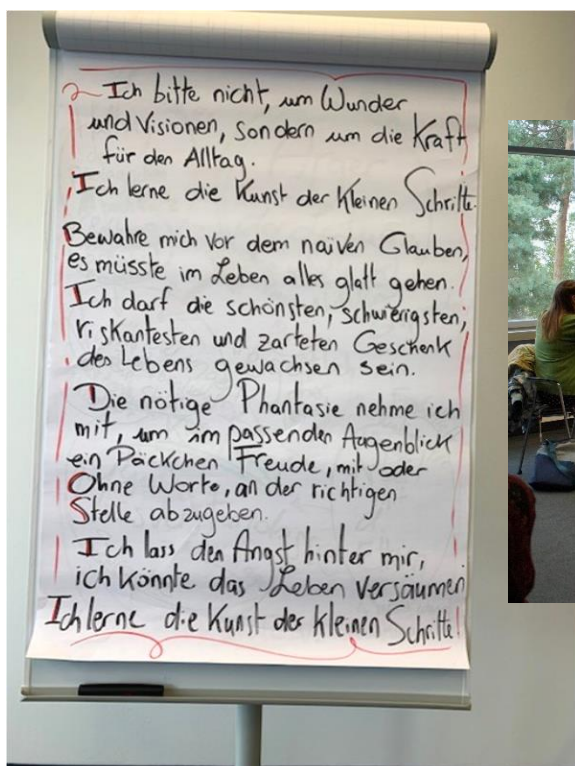 Ich bitte nicht, um Wunder
und Visionen, sondern um die Kraft
für den Alltag.
Ich lerne die Kunst der Kleinen Schritte.
Bewahre mich vor dem naiven Glauben,
es müsste im Leben alles glatt gehen.
Ich darf die schönsten, schwierigsten,
riskantesten und zarteten Geschenk
des Lebens gewachsen sein.
Die nötige Phantasie nehme ich
mit, um im passenden Augenblick
ein Päckchen Freude, mit oder
Ohne Worte, an der richtigen
Stelle abzugeben.
Ich lass den Angst hinter mir,
ich könnte das Leben versäumen
Ich lerne die Kunst der kleinen Schritte!